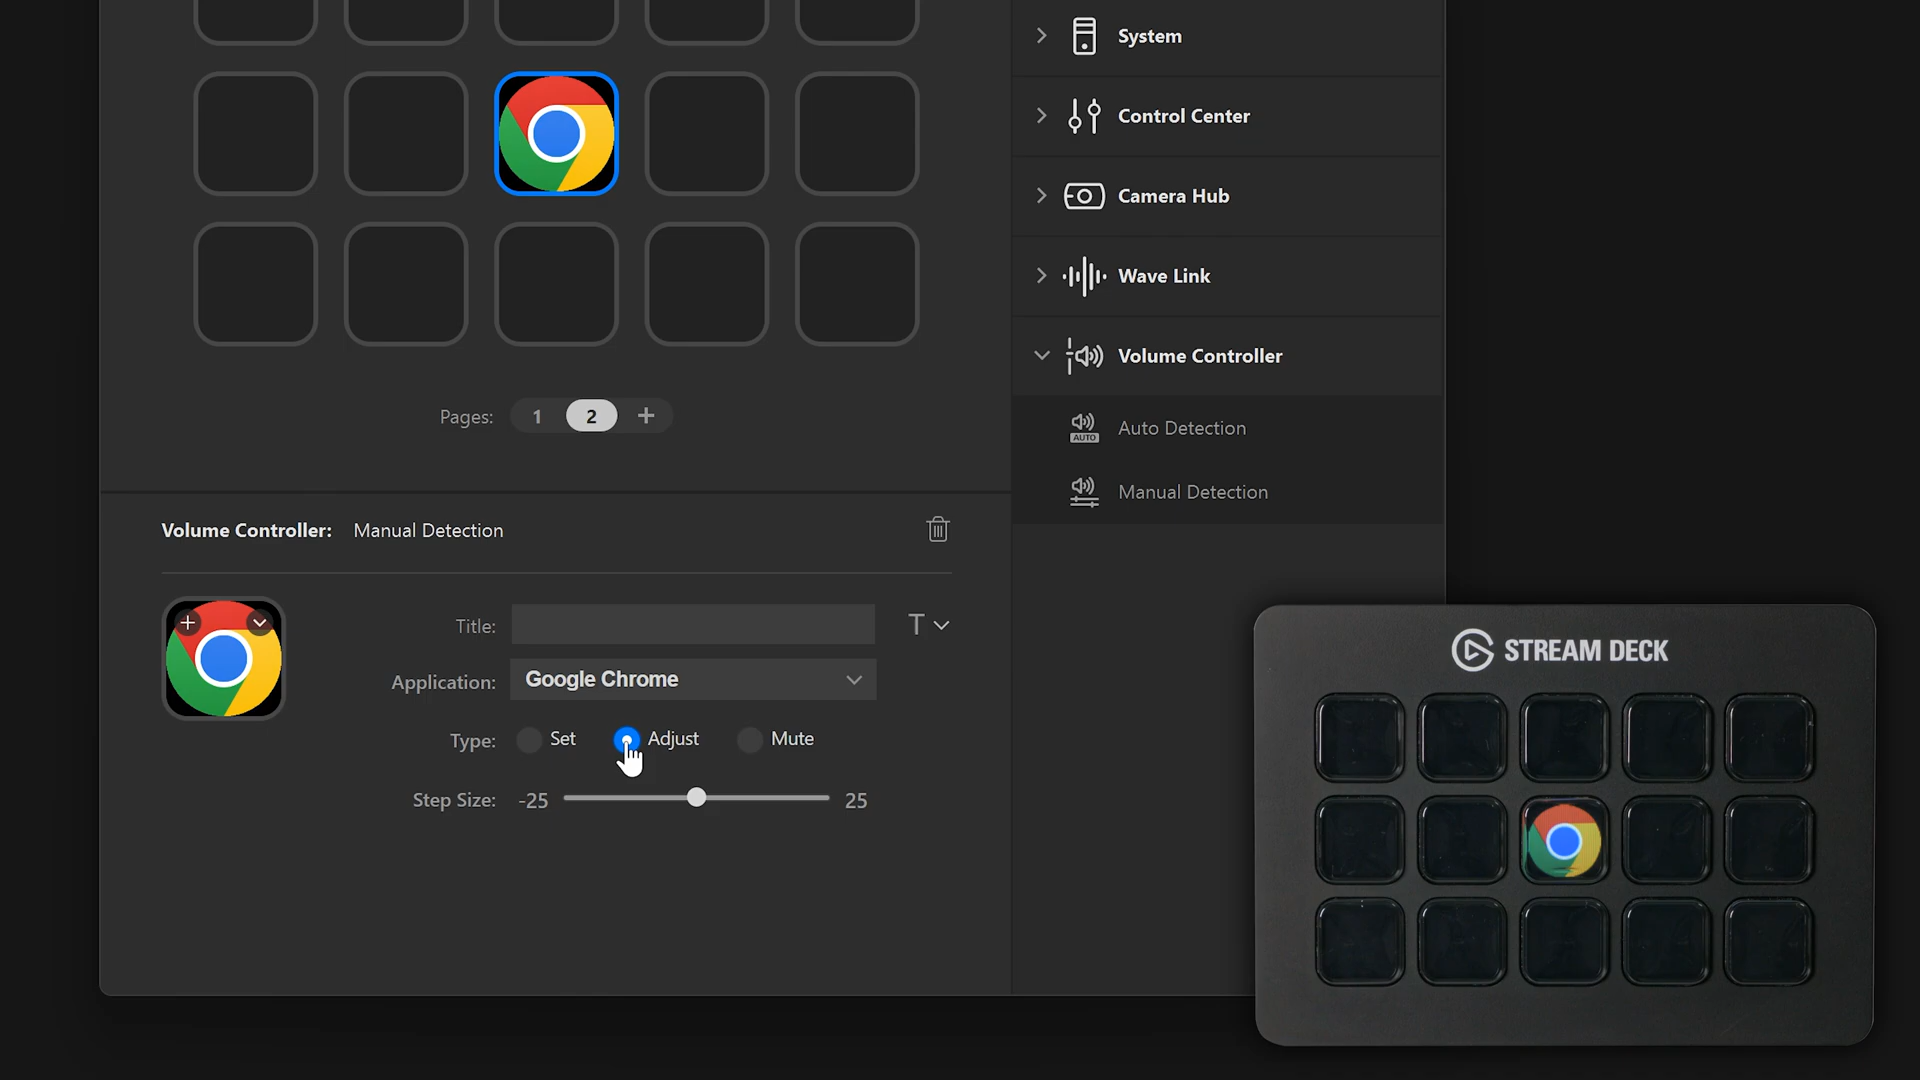 System
Control Center
Camera Hub
Wave Link
Volume Controller
AUTO
Auto Detection
Manual Detection
Pages: 1 2 +
Volume Controller: Manual Detection
Title:
T
Application: Google Chrome
Type: Set Adjust Mute
Step Size: -25 25
STREAM DECK